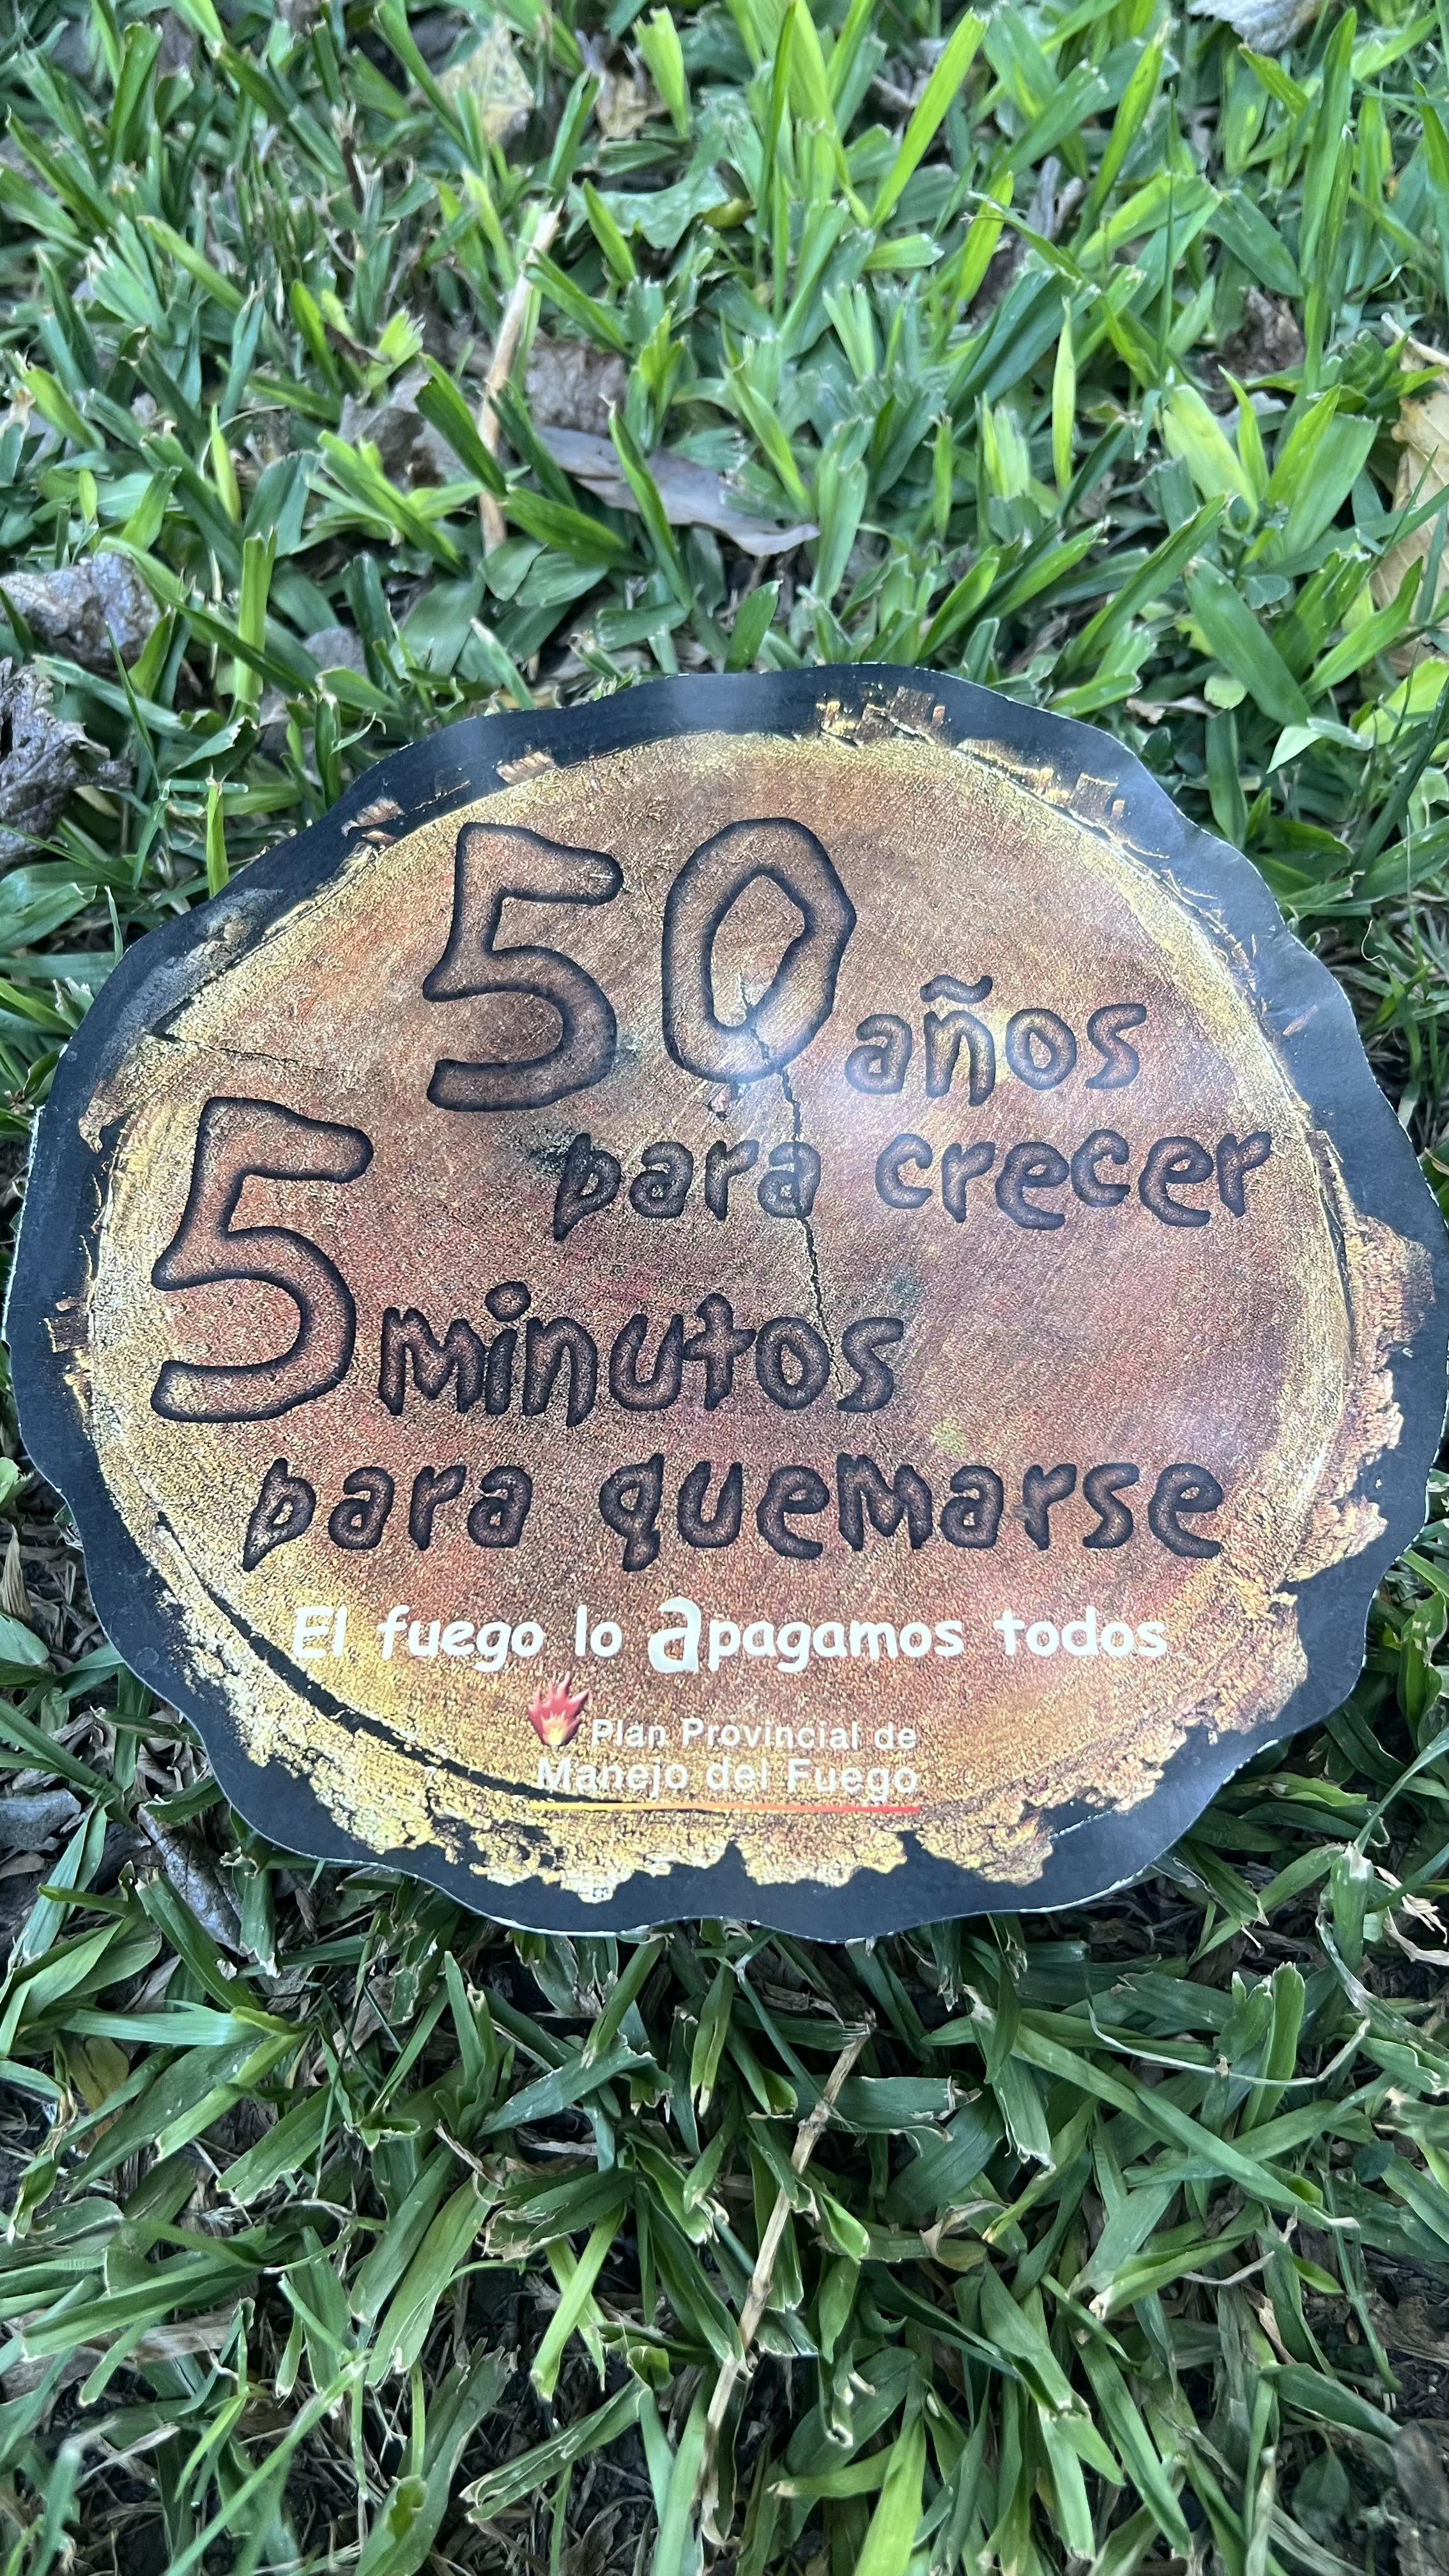 50 años
para crecer
5 minutos
para quemarse
El fuego lo apagamos todos
Plan Provincial de
Manejo del Fuego